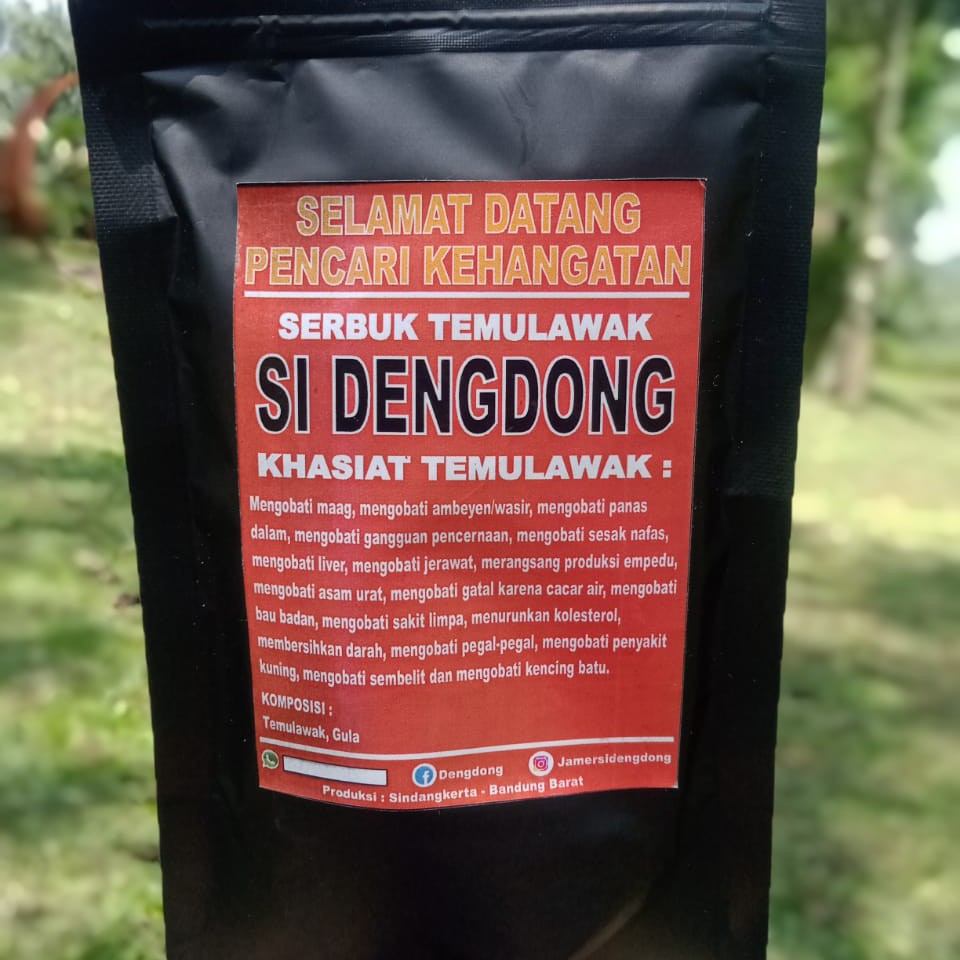 SELAMAT DATANG
PENCARI KEHANGATAN
SERBUK TEMULAWAK
SI DENGDONG
KHASIAT TEMULAWAK :
Mengobati maag, mengobati ambeyen/wasir, mengobati panas
dalam, mengobati gangguan pencernaan, mengobati sesak nafas,
mengobati liver, mengobati jerawat, merangsang produksi empedu,
mengobati asam urat, mengobati gatal karena cacar air, mengobati
bau badan, mengobati sakit limpa, menurunkan kolesterol,
membersihkan darah, mengobati pegal-pegal, mengobati penyakit
kuning, mengobati sembelit dan mengobati kencing batu.
KOMPOSISI :
Temulawak, Gula
Dengdong Jamersidengdong
Produksi : Sindangkerta - Bandung Barat